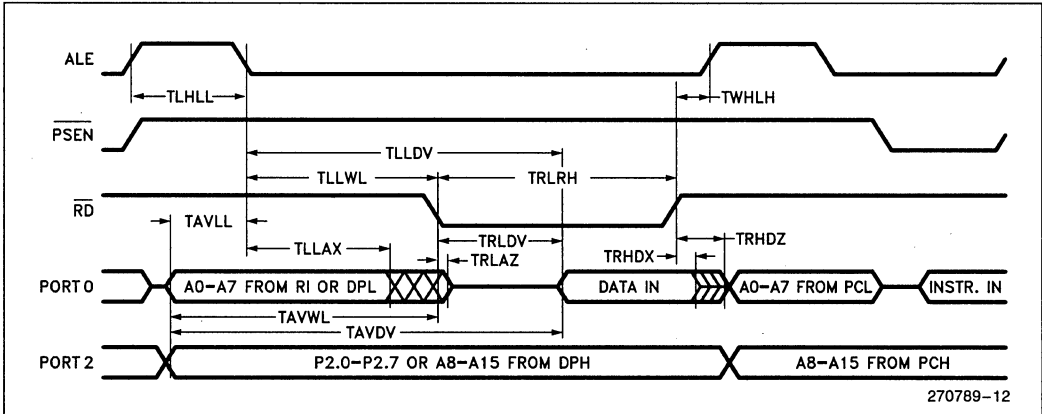 ALE
TLHLL
TWHLH
PSEN
TLLDV
TLLWL
TRLRH
RD
TAVLL
TLLAX
TRLDV
TRLAZ
TRHDX
TRHDZ
PORT 0
A0–A7 FROM RI OR DPL
DATA IN
A0–A7 FROM PCL
INSTR. IN
TAVWL
TAVDV
PORT 2
P2.0–P2.7 OR A8–A15 FROM DPH
A8–A15 FROM PCH
270789–12